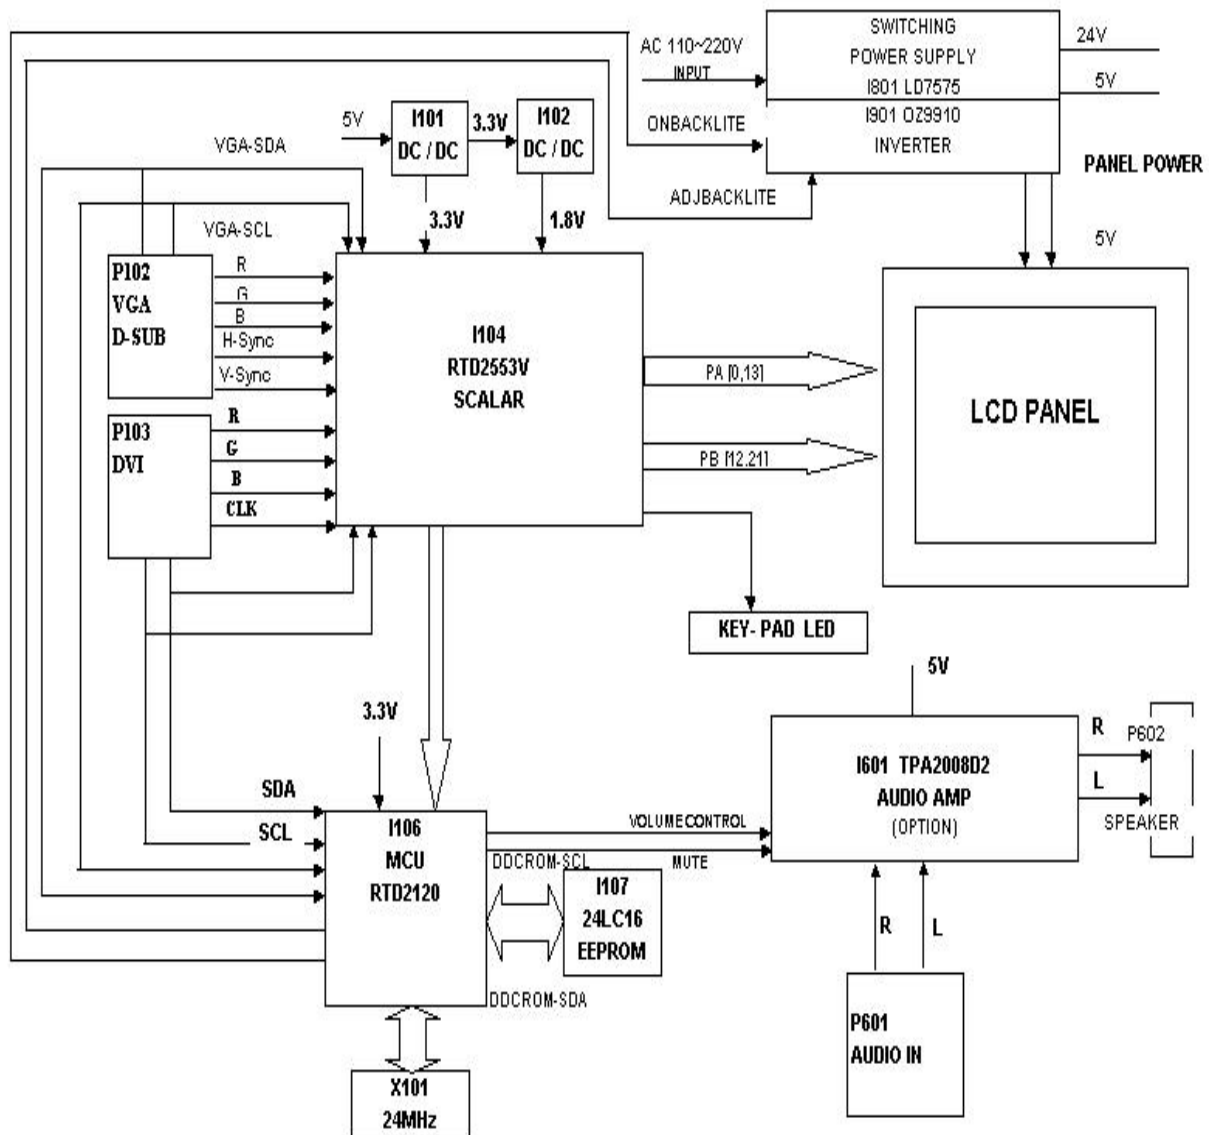 SWITCHING
POWER SUPPLY
I801 LD7575
I901 OZ9910
INVERTER
24V
5V
AC 110~220V
INPUT
ONBACKLITE
ADJBACKLITE
PANEL POWER
5V
5V
I101
DC / DC
3.3V
I102
DC / DC
3.3V
1.8V
VGA-SDA
VGA-SCL
P102
VGA
D-SUB
R
G
B
H-Sync
V-Sync
P103
DVI
R
G
B
CLK
I104
RTD2553V
SCALAR
PA [0,13]
PB [12.21]
LCD PANEL
KEY- PAD LED
3.3V
SDA
SCL
I106
MCU
RTD2120
VOLUME CONTROL
MUTE
DDCROM-SCL
I107
24LC16
EEPROM
DDCROM-SDA
X101
24MHz
5V
I601 TPA2008D2
AUDIO AMP
(OPTION)
R
L
P602
SPEAKER
R
L
P601
AUDIO IN